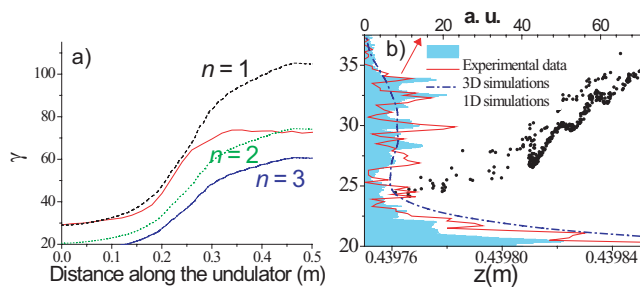 a)
n = 1
n = 2
n = 3
γ
100
80
60
40
20
0.0 0.1 0.2 0.3 0.4 0.5
Distance along the undulator (m)
a. u.
0 20 40 60
b)
Experimental data
3D simulations
1D simulations
35
30
25
20
0.43976 0.43980 0.43984
z(m)